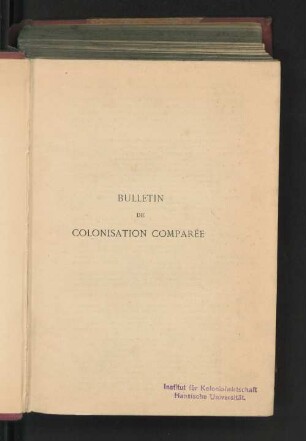 BULLETIN
DE
COLONISATION COMPARÉE
Institut für Kolonialwirtschaft
Hansische Universität.